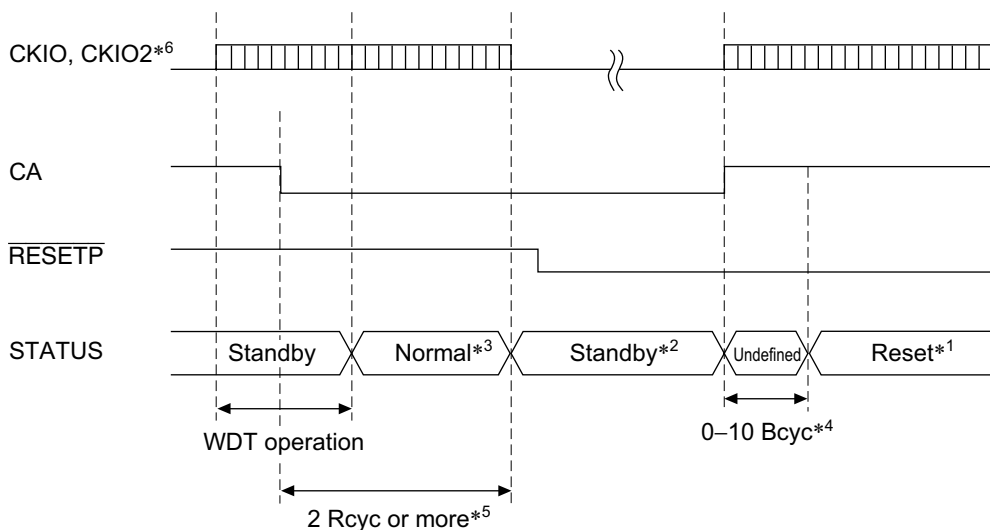 CKIO, CKIO2*6
CA
RESETP
STATUS Standby Normal*3 Standby*2 Undefined Reset*1
WDT operation 0–10 Bcyc*4
2 Rcyc or more*5